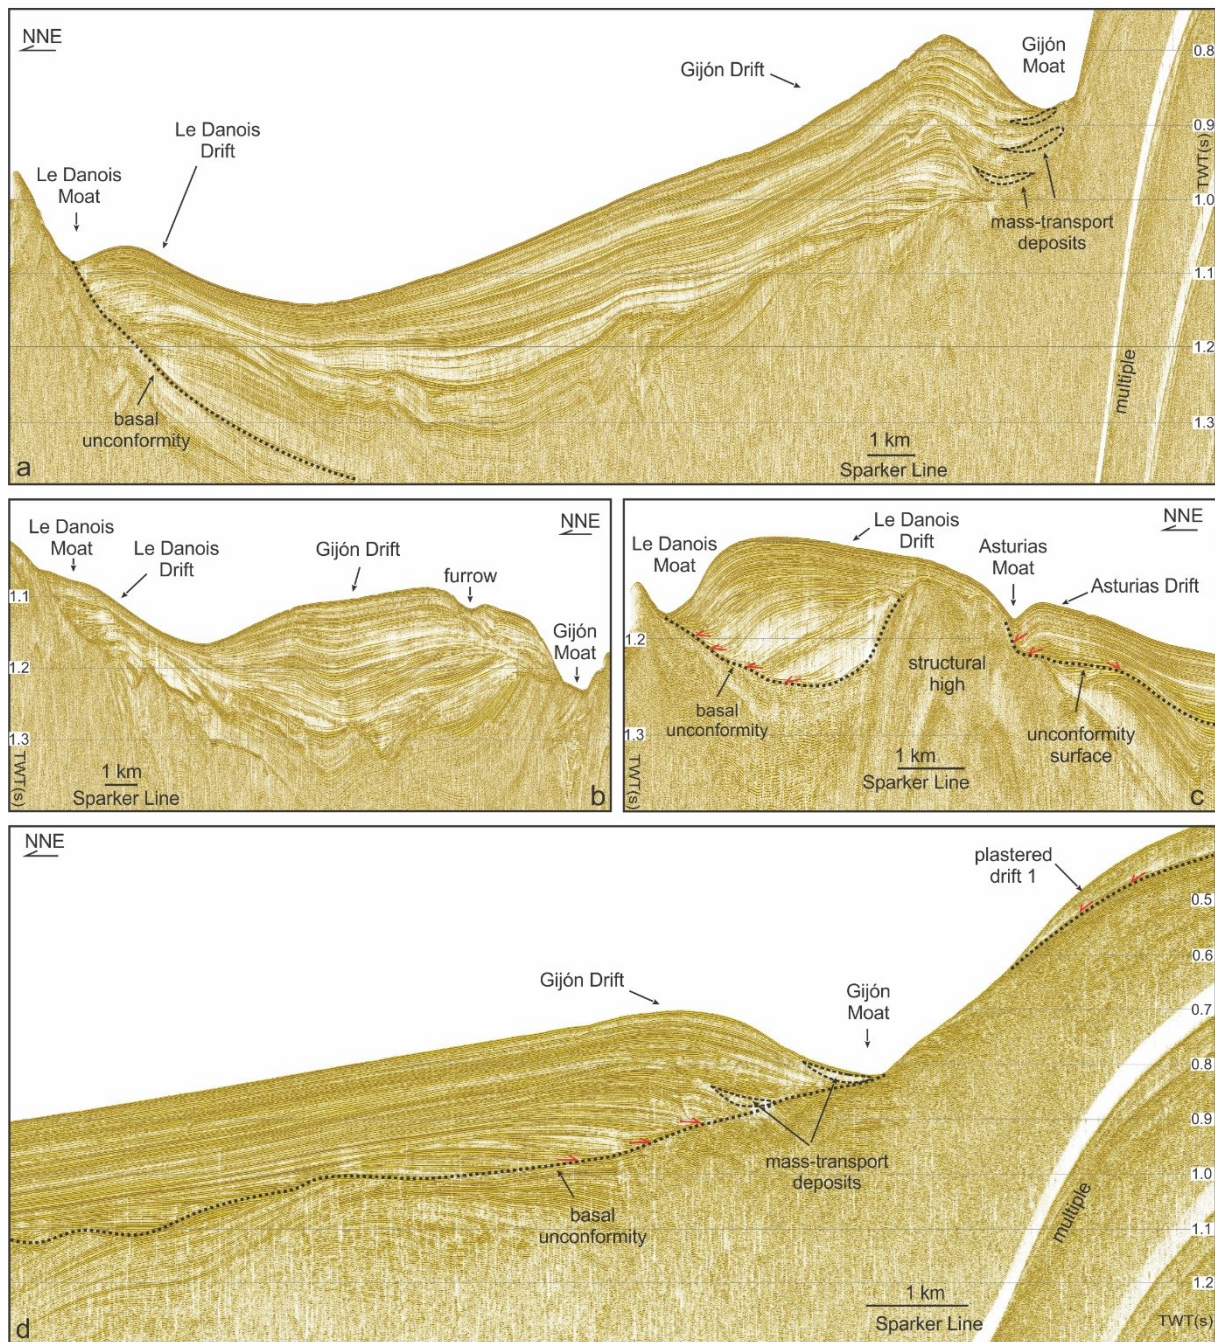 NNE
Gijón Drift
Gijón
Moat
0.8
Le Danois
Drift
Le Danois
Moat
0.9
TWT(s)
1.0
mass-transport
deposits
1.1
1.2
multiple
basal
unconformity
1.3
1 km
Sparker Line
a
Le Danois
Moat
Le Danois
Drift
Gijón Drift
NNE
furrow
1.1
Gijón
Moat
1.2
1.3
TWT(s)
1 km
Sparker Line
b
Le Danois
Moat
Le Danois
Drift
NNE
Asturias
Moat
Asturias Drift
1.2
structural
high
basal
unconformity
unconformity
surface
1.3
1 km
Sparker Line
TWT(s)
c
NNE
plastered
drift 1
0.5
0.6
Gijón Drift
Gijón
Moat
0.7
0.8
0.9
mass-transport
deposits
1.0
basal
unconformity
multiple
1.1
1.2
1 km
Sparker Line
TWT(s)
d